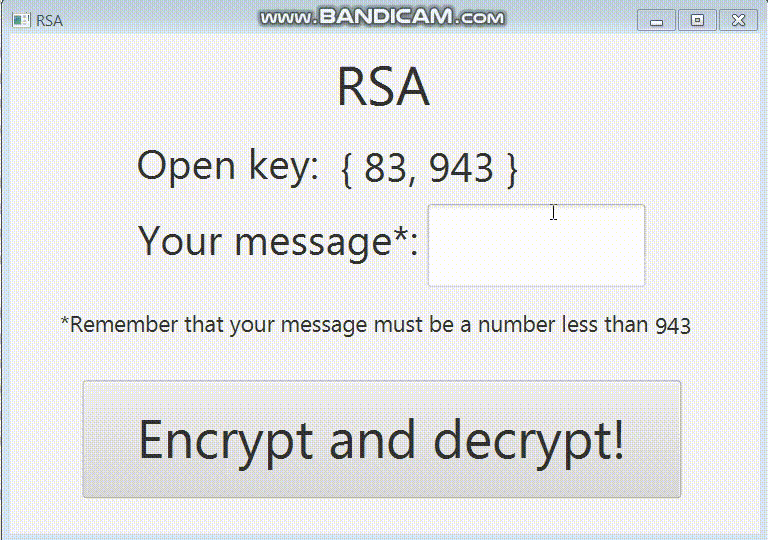 www.BANDICAM.com
RSA
RSA
Open key: { 83, 943 }
Your message*:
*Remember that your message must be a number less than 943
Encrypt and decrypt!